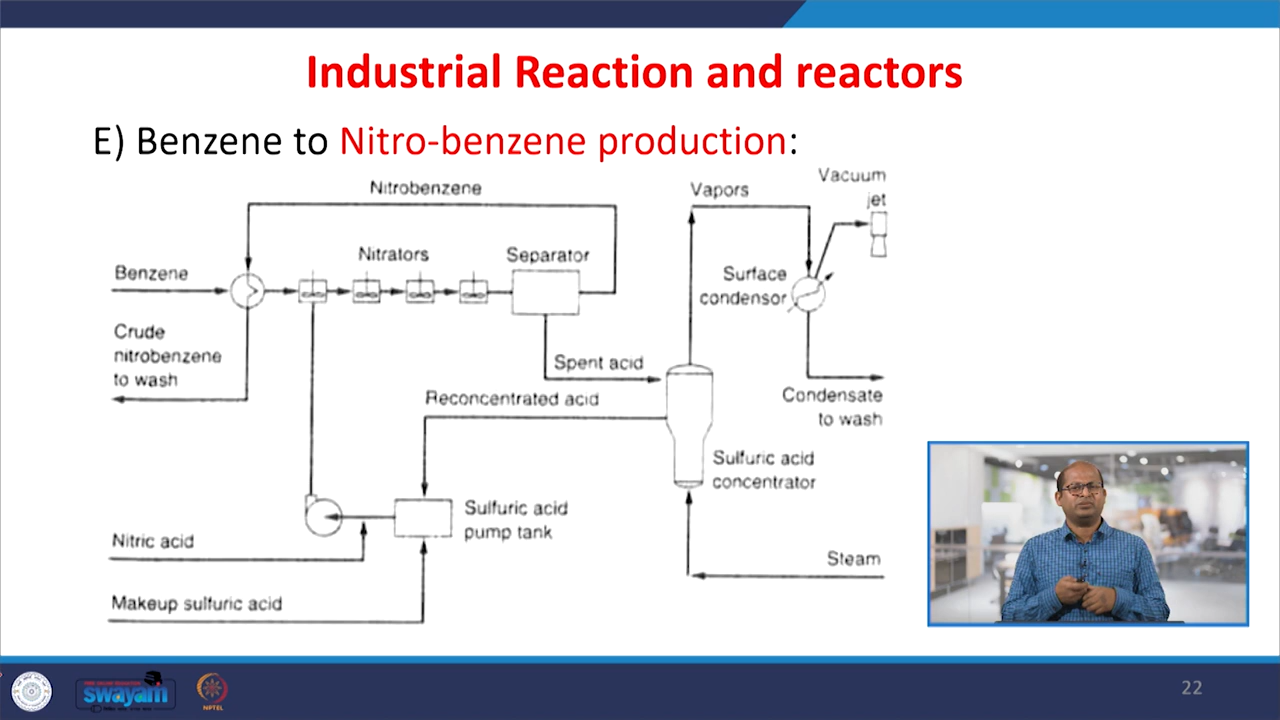 Industrial Reaction and reactors
E) Benzene to Nitro-benzene production:
Nitrobenzene
Vapors
Vacuum
jet
Benzene
Nitrators
Separator
Surface
condensor
Crude
nitrobenzene
to wash
Spent acid
Reconcentrated acid
Condensate
to wash
Sulfuric acid
concentrator
Sulfuric acid
pump tank
Nitric acid
Steam
Makeup sulfuric acid
swayam
NPTEL
22